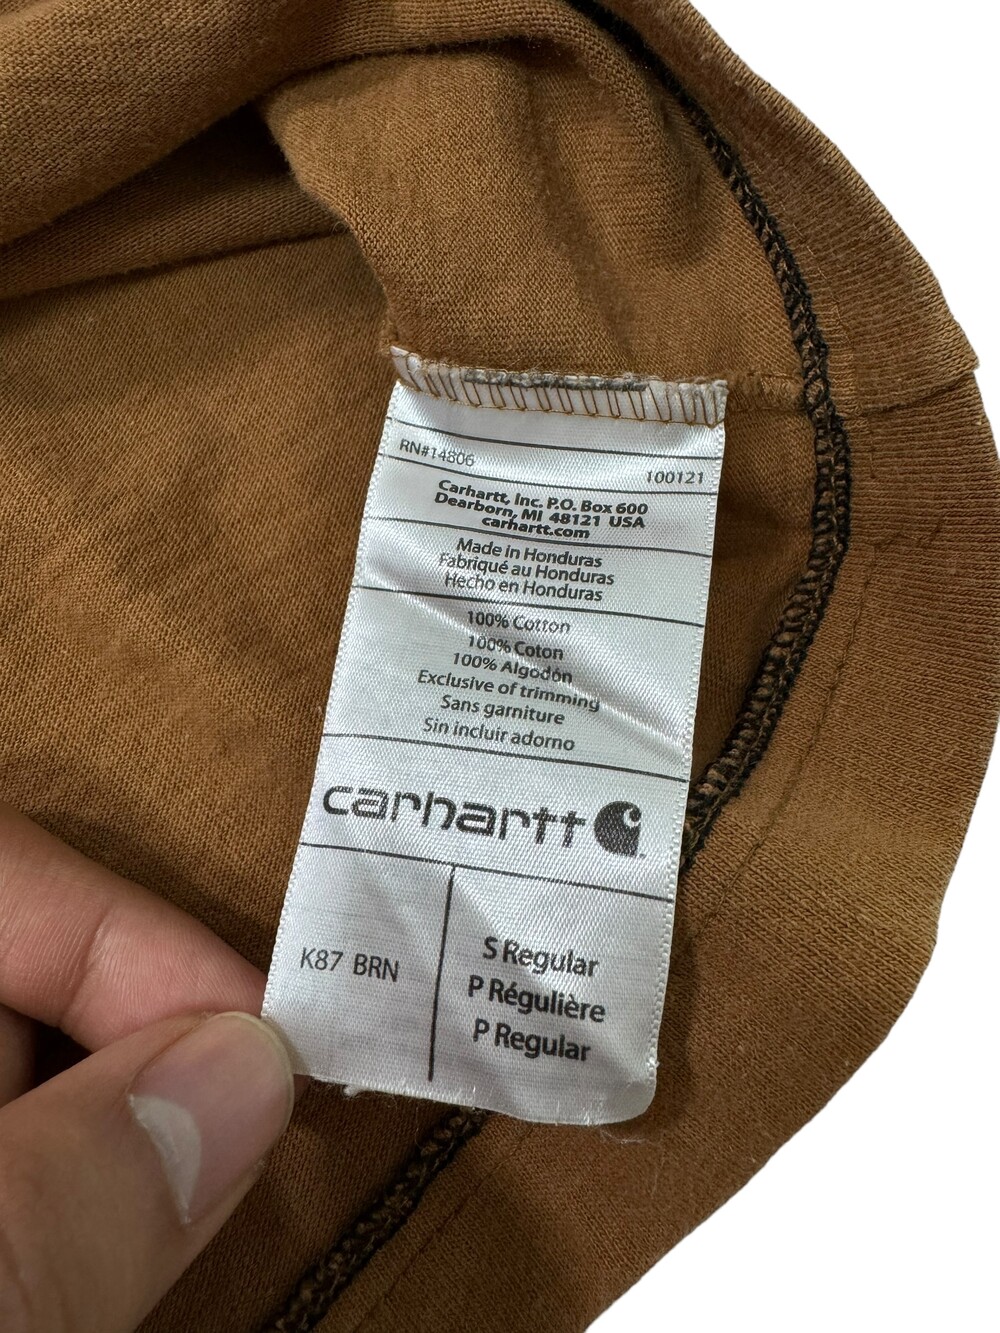 RN#14806
100121
Carhartt, Inc. P.O. Box 600
Dearborn, MI 48121 USA
carhartt.com
Made in Honduras
Fabriqué au Honduras
Hecho en Honduras
100% Cotton
100% Coton
100% Algodón
Exclusive of trimming
Sans garniture
Sin incluir adorno
carhartt
K87 BRN
S Regular
P Régulière
P Regular